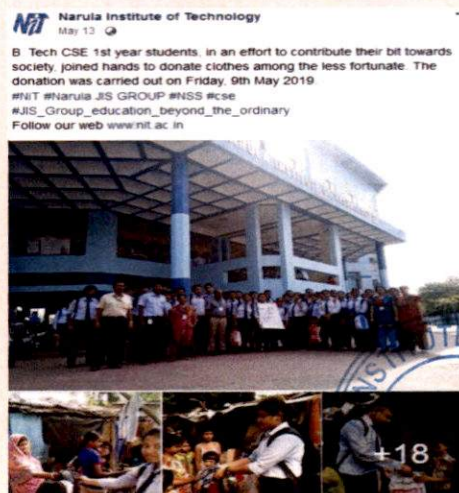 NiT Narula Institute of Technology
May 13
B Tech CSE 1st year students, in an effort to contribute their bit towards
society, joined hands to donate clothes among the less fortunate. The
donation was carried out on Friday, 9th May 2019.
#NiT #Narula JIS GROUP #NSS #cse
#JIS_Group_education_beyond_the_ordinary
Follow our web www.nit.ac.in
INSTITUTE
+18